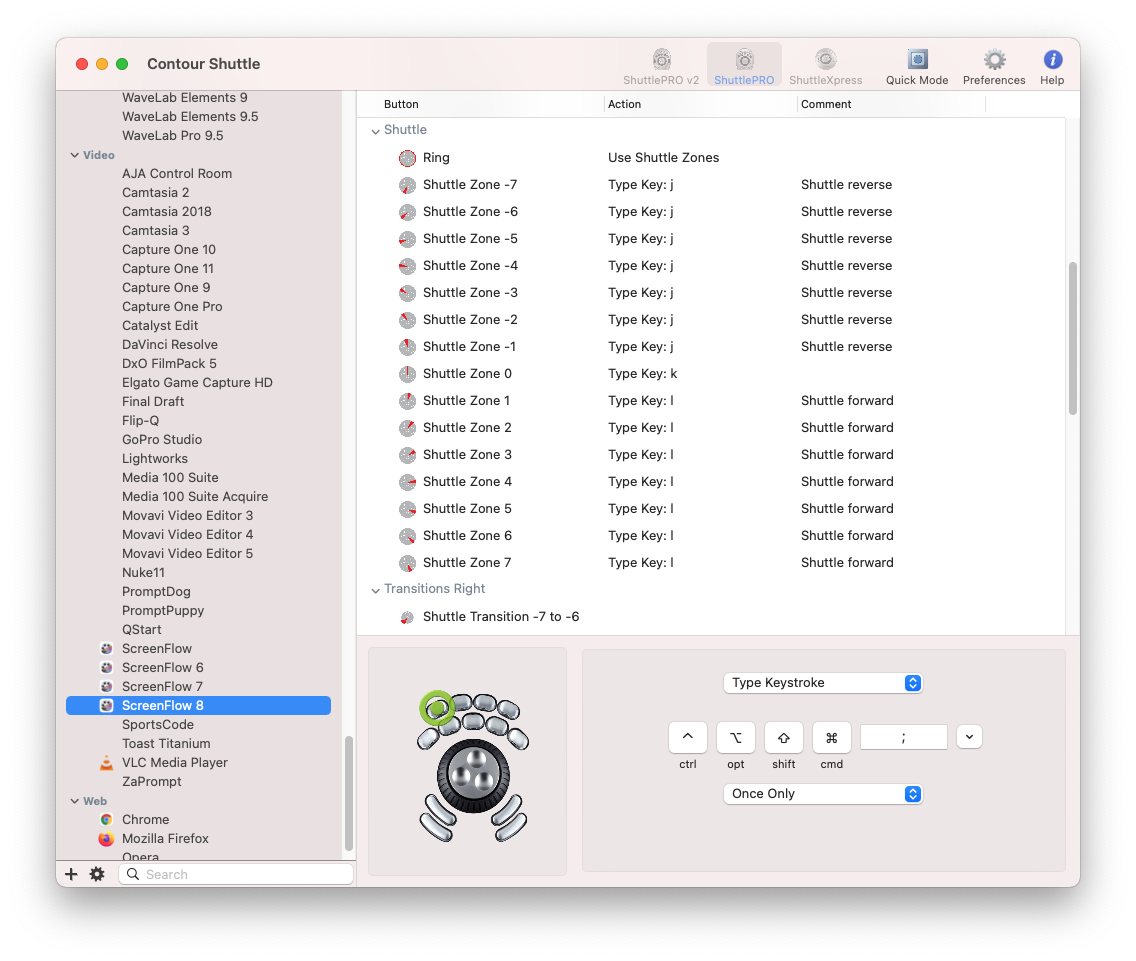 Contour Shuttle
ShuttlePRO v2
ShuttlePRO
ShuttleXpress
Quick Mode
Preferences
Help
WaveLab Elements 9
WaveLab Elements 9.5
WaveLab Pro 9.5
Video
AJA Control Room
Camtasia 2
Camtasia 2018
Camtasia 3
Capture One 10
Capture One 11
Capture One 9
Capture One Pro
Catalyst Edit
DaVinci Resolve
DxO FilmPack 5
Elgato Game Capture HD
Final Draft
Flip-Q
GoPro Studio
Lightworks
Media 100 Suite
Media 100 Suite Acquire
Movavi Video Editor 3
Movavi Video Editor 4
Movavi Video Editor 5
Nuke11
PromptDog
PromptPuppy
QStart
ScreenFlow
ScreenFlow 6
ScreenFlow 7
ScreenFlow 8
SportsCode
Toast Titanium
VLC Media Player
ZaPrompt
Web
Chrome
Mozilla Firefox
Opera
Search
Button Action Comment
Shuttle
Ring Use Shuttle Zones
Shuttle Zone -7 Type Key: j Shuttle reverse
Shuttle Zone -6 Type Key: j Shuttle reverse
Shuttle Zone -5 Type Key: j Shuttle reverse
Shuttle Zone -4 Type Key: j Shuttle reverse
Shuttle Zone -3 Type Key: j Shuttle reverse
Shuttle Zone -2 Type Key: j Shuttle reverse
Shuttle Zone -1 Type Key: j Shuttle reverse
Shuttle Zone 0 Type Key: k
Shuttle Zone 1 Type Key: l Shuttle forward
Shuttle Zone 2 Type Key: l Shuttle forward
Shuttle Zone 3 Type Key: l Shuttle forward
Shuttle Zone 4 Type Key: l Shuttle forward
Shuttle Zone 5 Type Key: l Shuttle forward
Shuttle Zone 6 Type Key: l Shuttle forward
Shuttle Zone 7 Type Key: l Shuttle forward
Transitions Right
Shuttle Transition -7 to -6
Type Keystroke
;
ctrl opt shift cmd
Once Only